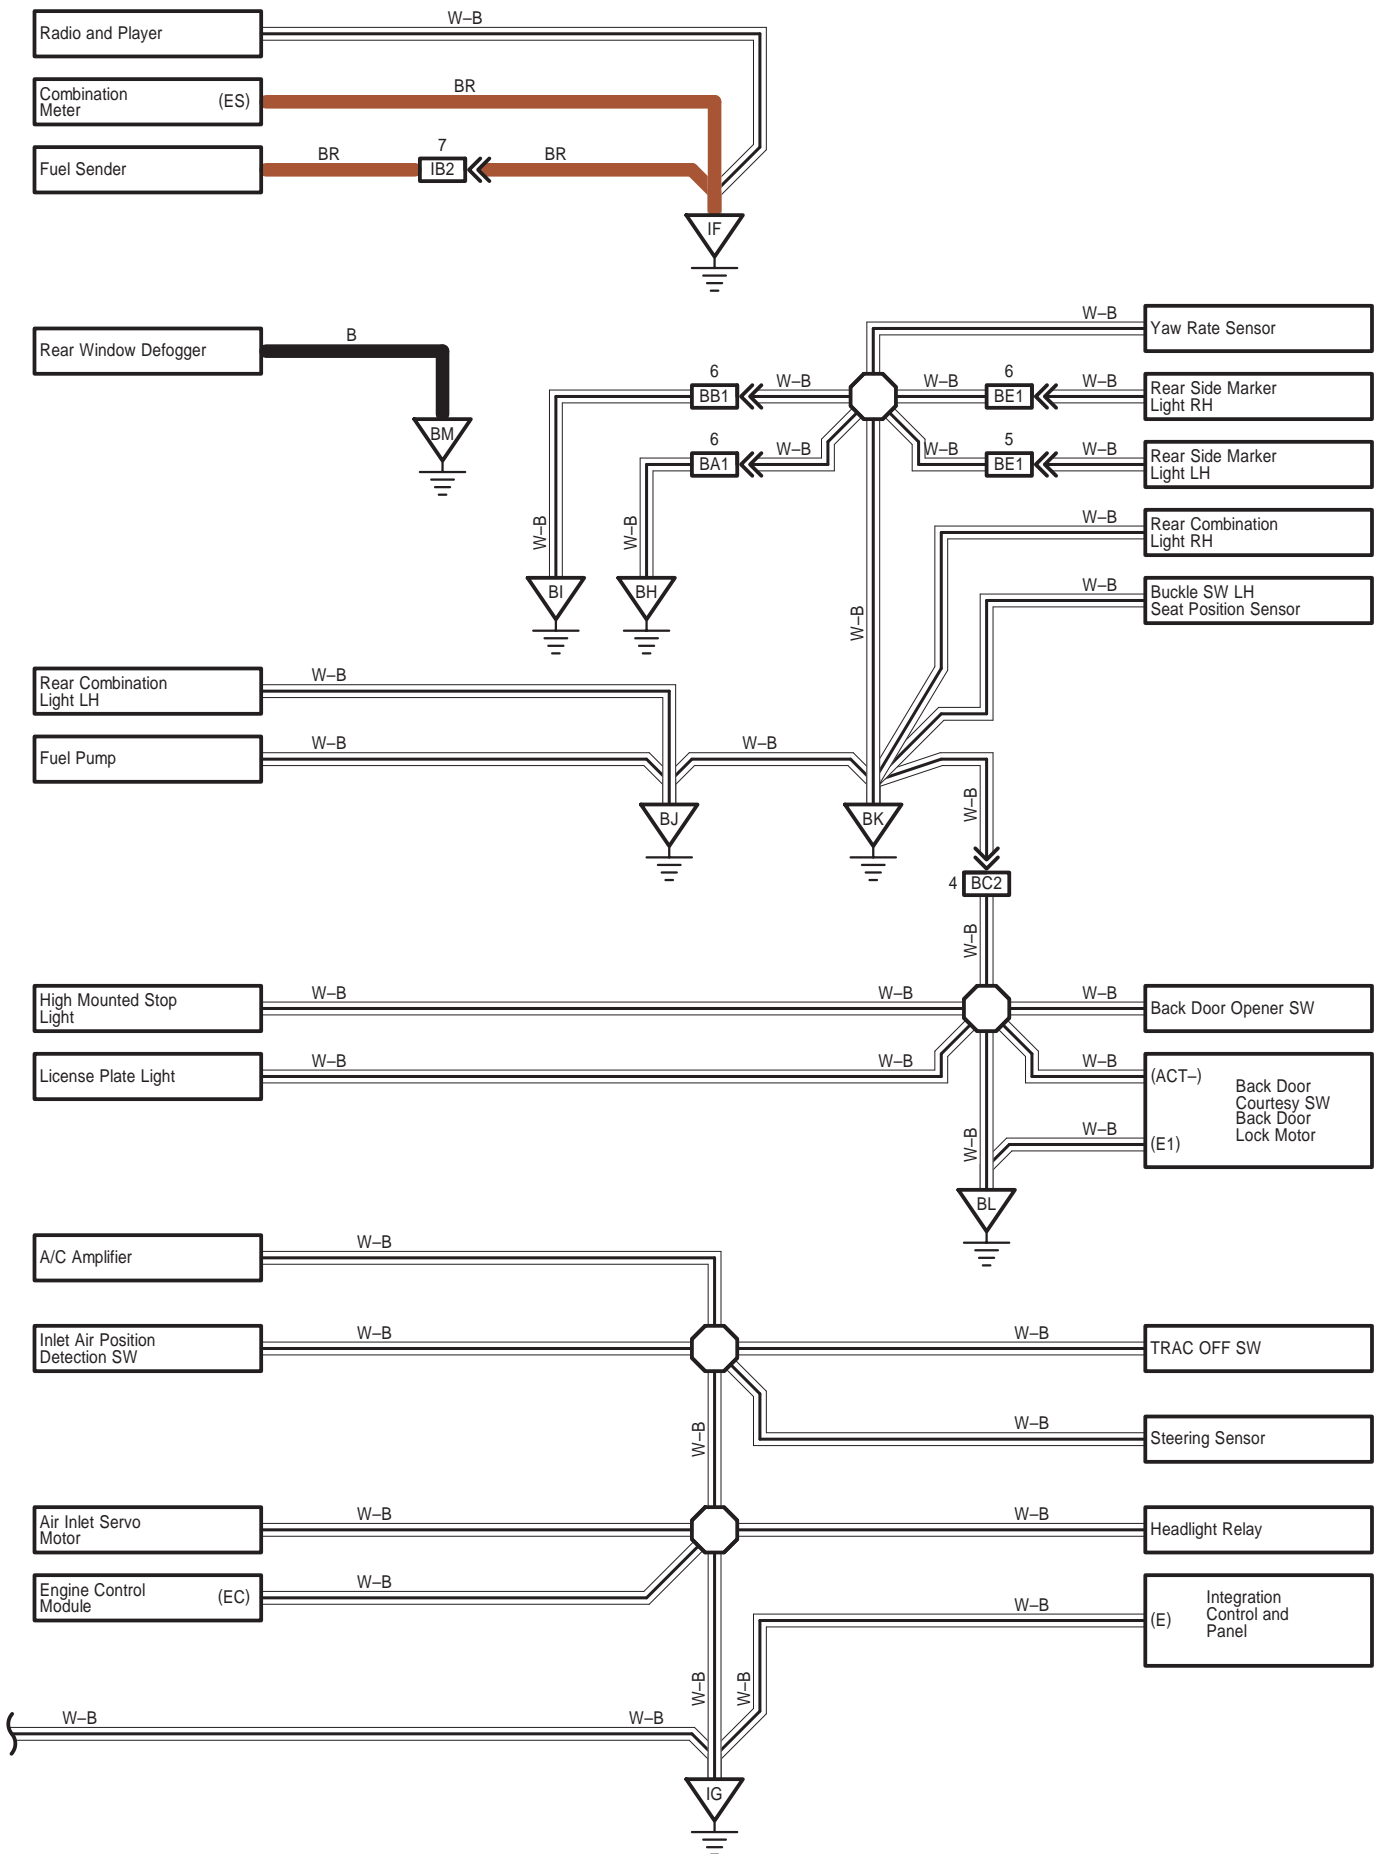 W–B
Radio and Player
Combination
Meter
(ES)
BR
Fuel Sender
BR
7
IB2
BR
IF
Rear Window Defogger
B
BM
W–B
Yaw Rate Sensor
6
BB1
W–B
W–B
6
BE1
W–B
Rear Side Marker
Light RH
6
BA1
W–B
W–B
5
BE1
W–B
Rear Side Marker
Light LH
W–B
Rear Combination
Light RH
W–B
W–B
BI
BH
W–B
Buckle SW LH
Seat Position Sensor
W–B
Rear Combination
Light LH
W–B
Fuel Pump
W–B
W–B
W–B
BJ
BK
4
BC2
W–B
High Mounted Stop
Light
W–B
W–B
W–B
Back Door Opener SW
License Plate Light
W–B
W–B
W–B
(ACT–)
Back Door
Courtesy SW
Back Door
Lock Motor
W–B
W–B
(E1)
BL
A/C Amplifier
W–B
Inlet Air Position
Detection SW
W–B
W–B
TRAC OFF SW
W–B
W–B
Steering Sensor
Air Inlet Servo
Motor
W–B
W–B
Headlight Relay
Engine Control
Module
(EC)
W–B
W–B
(E)
Integration
Control and
Panel
W–B
W–B
W–B
W–B
IG